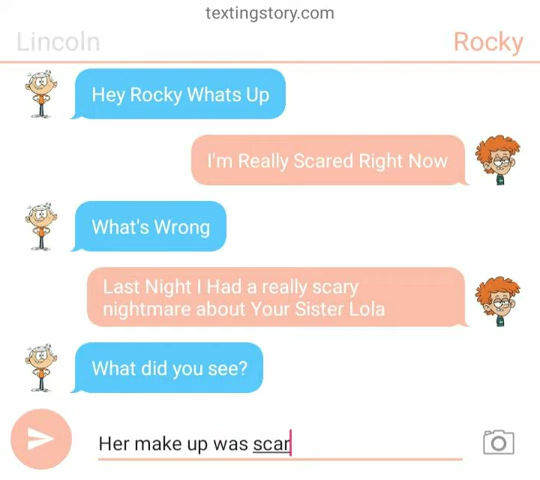 textingstory.com
Lincoln
Rocky
Hey Rocky Whats Up
I'm Really Scared Right Now
What's Wrong
Last Night I Had a really scary
nightmare about Your Sister Lola
What did you see?
Her make up was scar